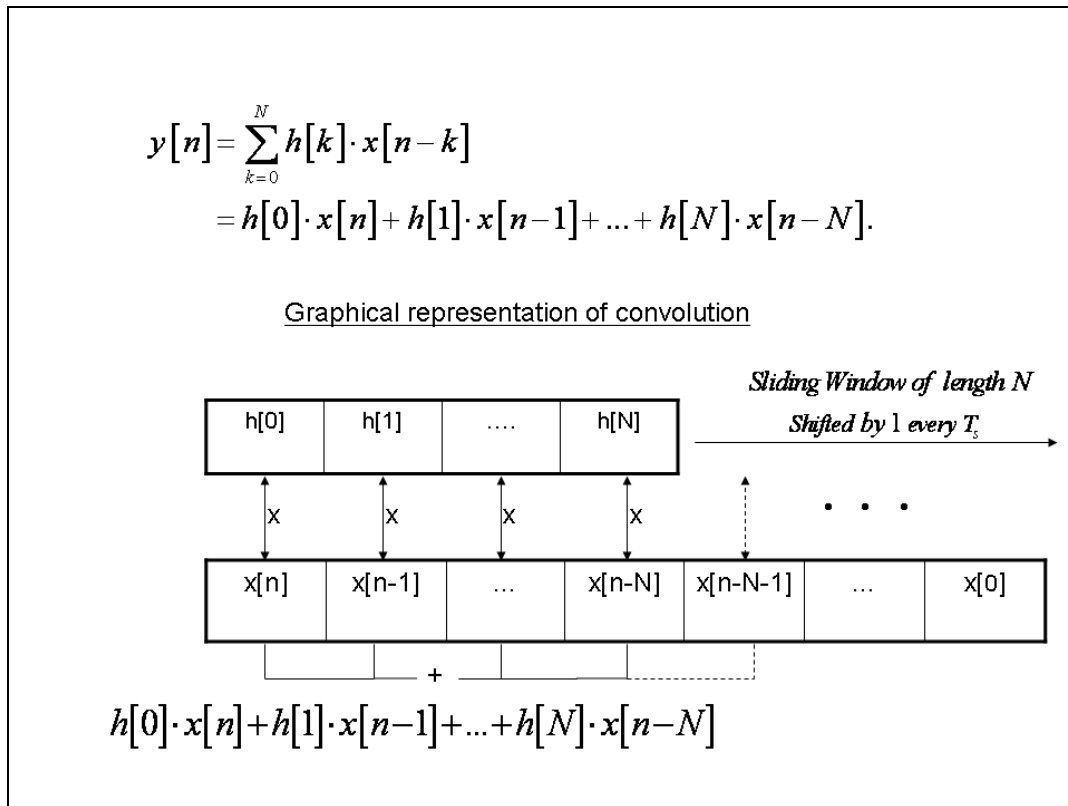 y[n] = \sum_{k=0}^{N} h[k] · x[n − k]
= h[0] · x[n] + h[1] · x[n − 1] + ... + h[N] · x[n − N].
Graphical representation of convolution
Sliding Window of length N
Shifted by 1 every T_s
h[0] h[1] .... h[N]
x x x x . . .
x[n] x[n-1] ... x[n-N] x[n-N-1] ... x[0]
+
h[0]·x[n]+h[1]·x[n−1]+...+h[N]·x[n−N]